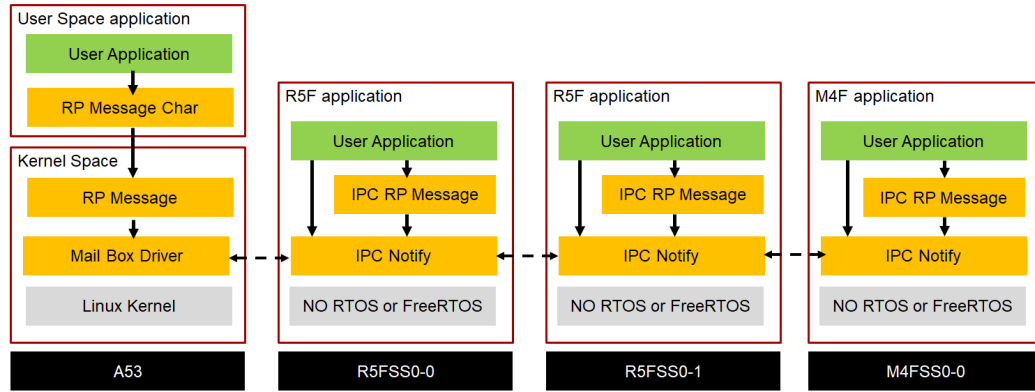 User Space application
User Application
RP Message Char
Kernel Space
RP Message
Mail Box Driver
Linux Kernel
A53
R5F application
User Application
IPC RP Message
IPC Notify
NO RTOS or FreeRTOS
R5FSS0-0
R5F application
User Application
IPC RP Message
IPC Notify
NO RTOS or FreeRTOS
R5FSS0-1
M4F application
User Application
IPC RP Message
IPC Notify
NO RTOS or FreeRTOS
M4FSS0-0